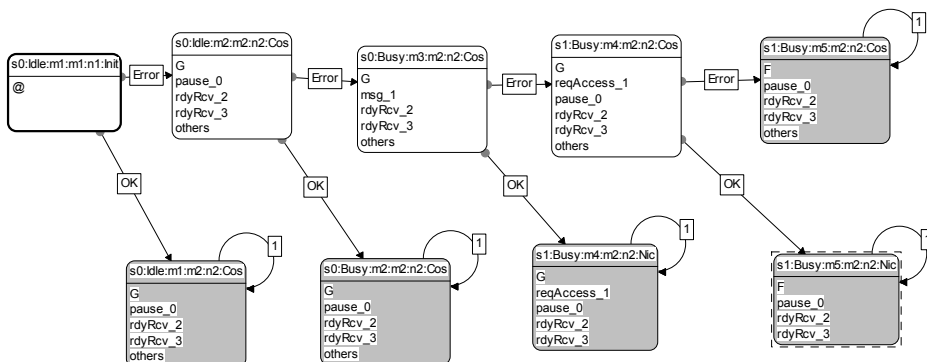 s0:Idle:m1:m1:n1:Init
@
Error
s0:Idle:m2:m2:n2:Cos
G
pause_0
rdyRcv_2
rdyRcv_3
others
Error
s0:Busy:m3:m2:n2:Cos
G
msg_1
rdyRcv_2
rdyRcv_3
others
Error
s1:Busy:m4:m2:n2:Cos
G
reqAccess_1
pause_0
rdyRcv_2
rdyRcv_3
others
Error
s1:Busy:m5:m2:n2:Cos
F
pause_0
rdyRcv_2
rdyRcv_3
others
1
OK
OK
OK
OK
s0:Idle:m1:m2:n2:Cos
G
pause_0
rdyRcv_2
rdyRcv_3
others
1
s0:Busy:m2:m2:n2:Cos
G
pause_0
rdyRcv_2
rdyRcv_3
others
1
s1:Busy:m4:m2:n2:Nic
G
reqAccess_1
pause_0
rdyRcv_2
rdyRcv_3
1
s1:Busy:m5:m2:n2:Nic
F
pause_0
rdyRcv_2
rdyRcv_3
1